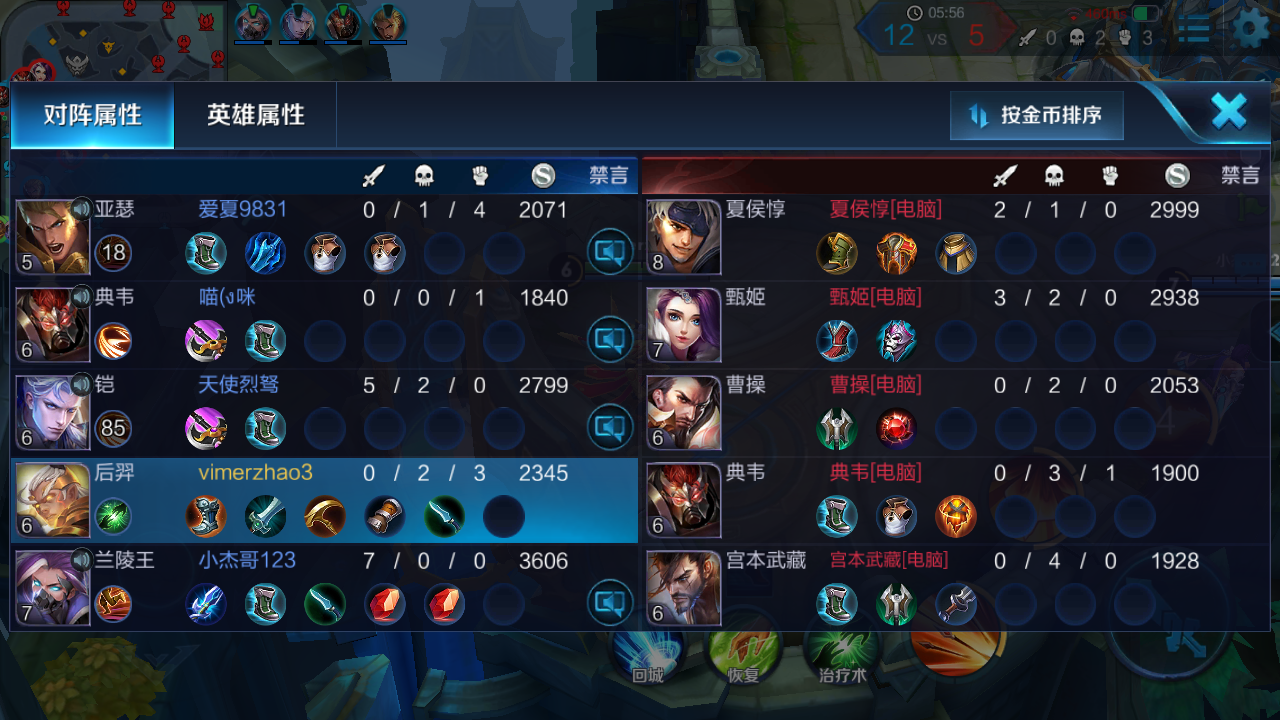 05:56
12 VS 5 0 2 3
对阵属性 英雄属性 按金币排序
禁言 禁言
亚瑟 爱夏9831 0 / 1 / 4 2071
5 18
典韦 喵(ง咪 0 / 0 / 1 1840
6
铠 天使烈弩 5 / 2 / 0 2799
6 85
后羿 vimerzhao3 0 / 2 / 3 2345
6
兰陵王 小杰哥123 7 / 0 / 0 3606
7
夏侯惇 夏侯惇[电脑] 2 / 1 / 0 2999
8
甄姬 甄姬[电脑] 3 / 2 / 0 2938
7
曹操 曹操[电脑] 0 / 2 / 0 2053
6
典韦 典韦[电脑] 0 / 3 / 1 1900
6
宫本武藏 宫本武藏[电脑] 0 / 4 / 0 1928
6
回城 恢复 治疗术